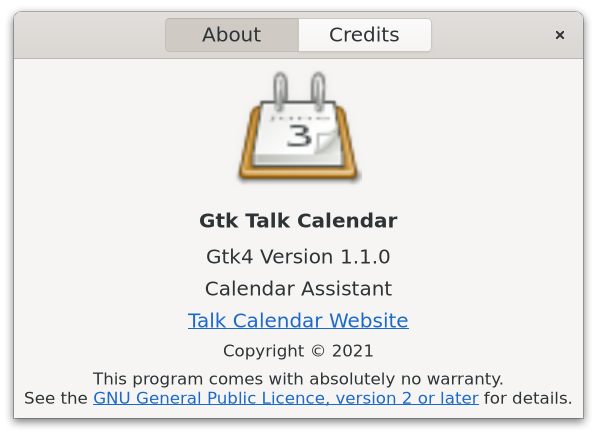 About Credits
3
Gtk Talk Calendar
Gtk4 Version 1.1.0
Calendar Assistant
Talk Calendar Website
Copyright © 2021
This program comes with absolutely no warranty.
See the GNU General Public Licence, version 2 or later for details.